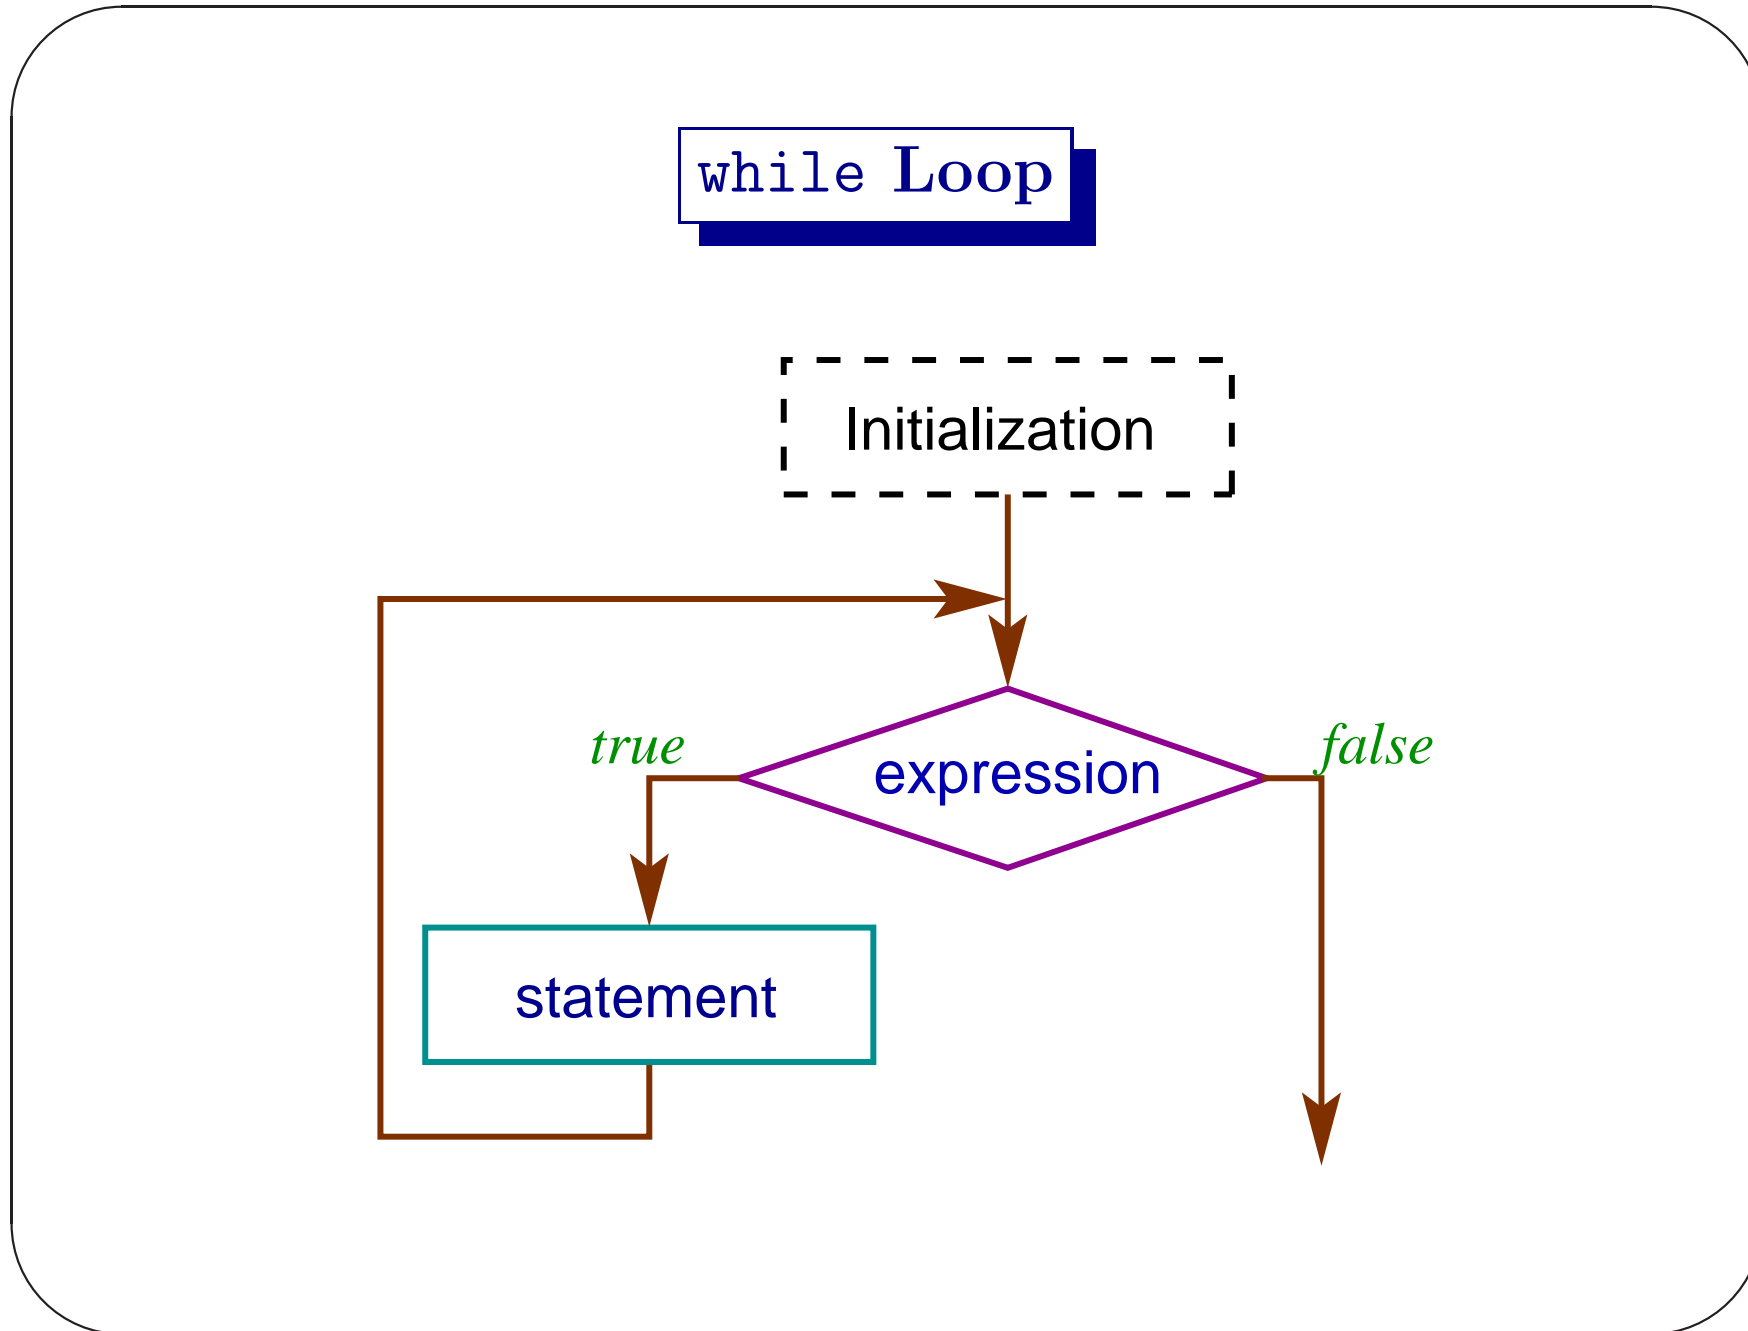 while Loop
Initialization
true
false
expression
statement